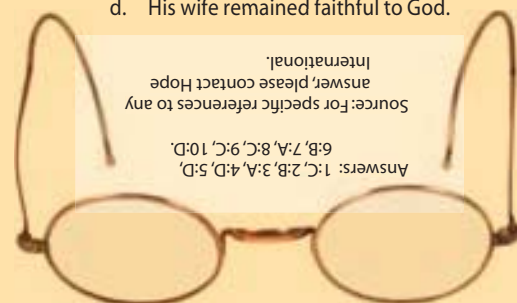 d. His wife remained faithful to God.
Answers: 1:C, 2:B, 3:A, 4:D, 5:D,
6:B, 7:A, 8:C, 9:C, 10:D.
Source: For specific references to any
answer, please contact Hope
International.